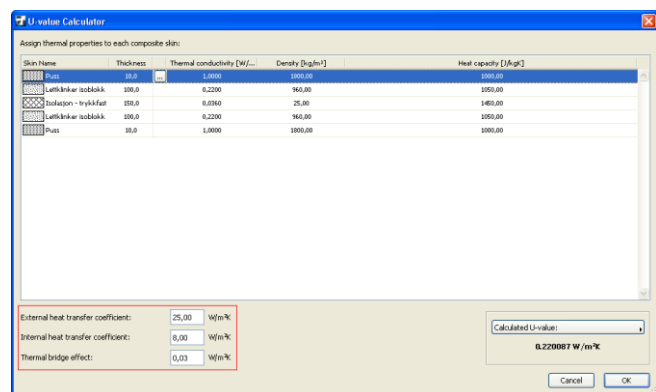 U-value Calculator
Assign thermal properties to each composite skin:
Skin Name Thickness Thermal conductivity [W/... Density [kg/m³] Heat capacity [J/kgK]
Puss 10,0 ... 1,0000 1800,00 1000,00
Lettklinker isoblokk 100,0 0,2200 960,00 1050,00
Isolasjon - trykkfast 150,0 0,0360 25,00 1450,00
Lettklinker isoblokk 100,0 0,2200 960,00 1050,00
Puss 10,0 1,0000 1800,00 1000,00
External heat transfer coefficient: 25,00 W/m²K
Internal heat transfer coefficient: 8,00 W/m²K
Thermal bridge effect: 0,03 W/m²K
Calculated U-value:
0.220087 W/m²K
Cancel OK